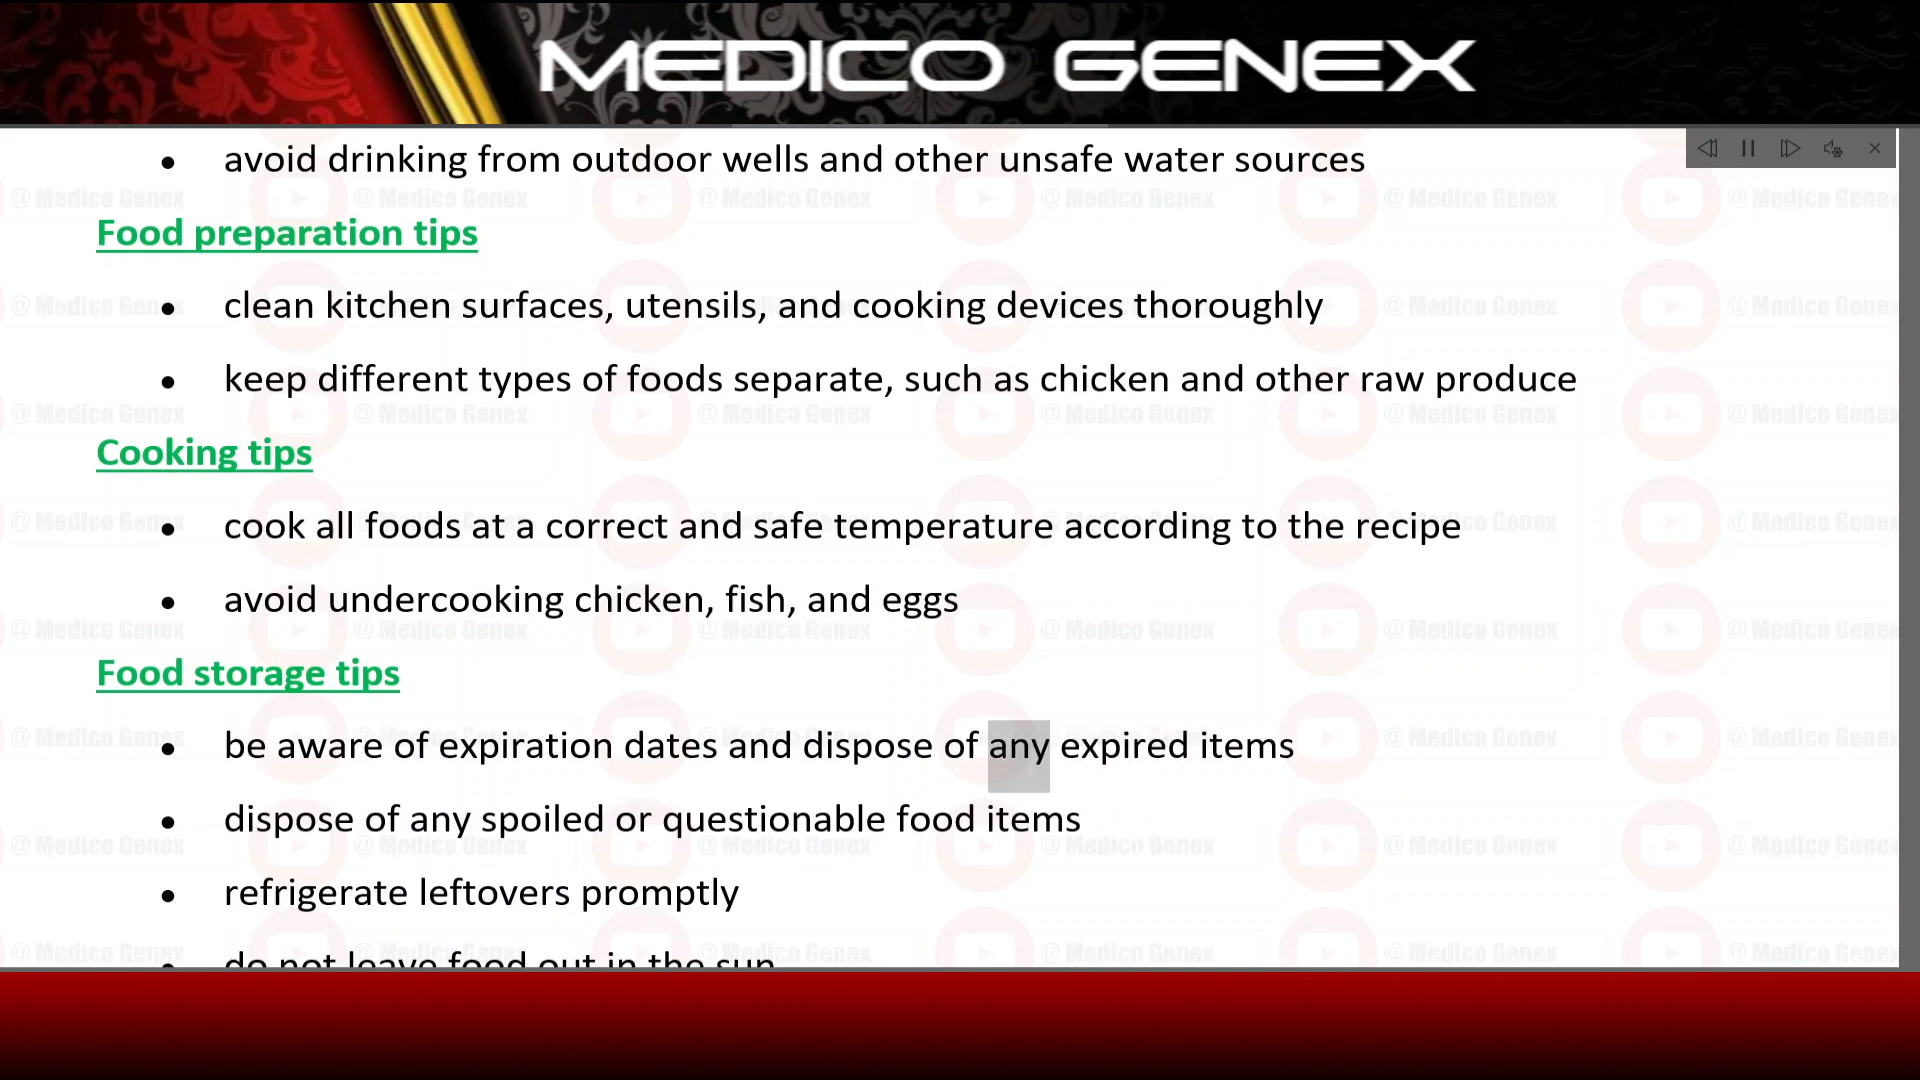 MEDICO GENEX
• avoid drinking from outdoor wells and other unsafe water sources
Food preparation tips
• clean kitchen surfaces, utensils, and cooking devices thoroughly
• keep different types of foods separate, such as chicken and other raw produce
Cooking tips
• cook all foods at a correct and safe temperature according to the recipe
• avoid undercooking chicken, fish, and eggs
Food storage tips
• be aware of expiration dates and dispose of any expired items
• dispose of any spoiled or questionable food items
• refrigerate leftovers promptly
• do not leave food out in the sun
@ Medico Genex